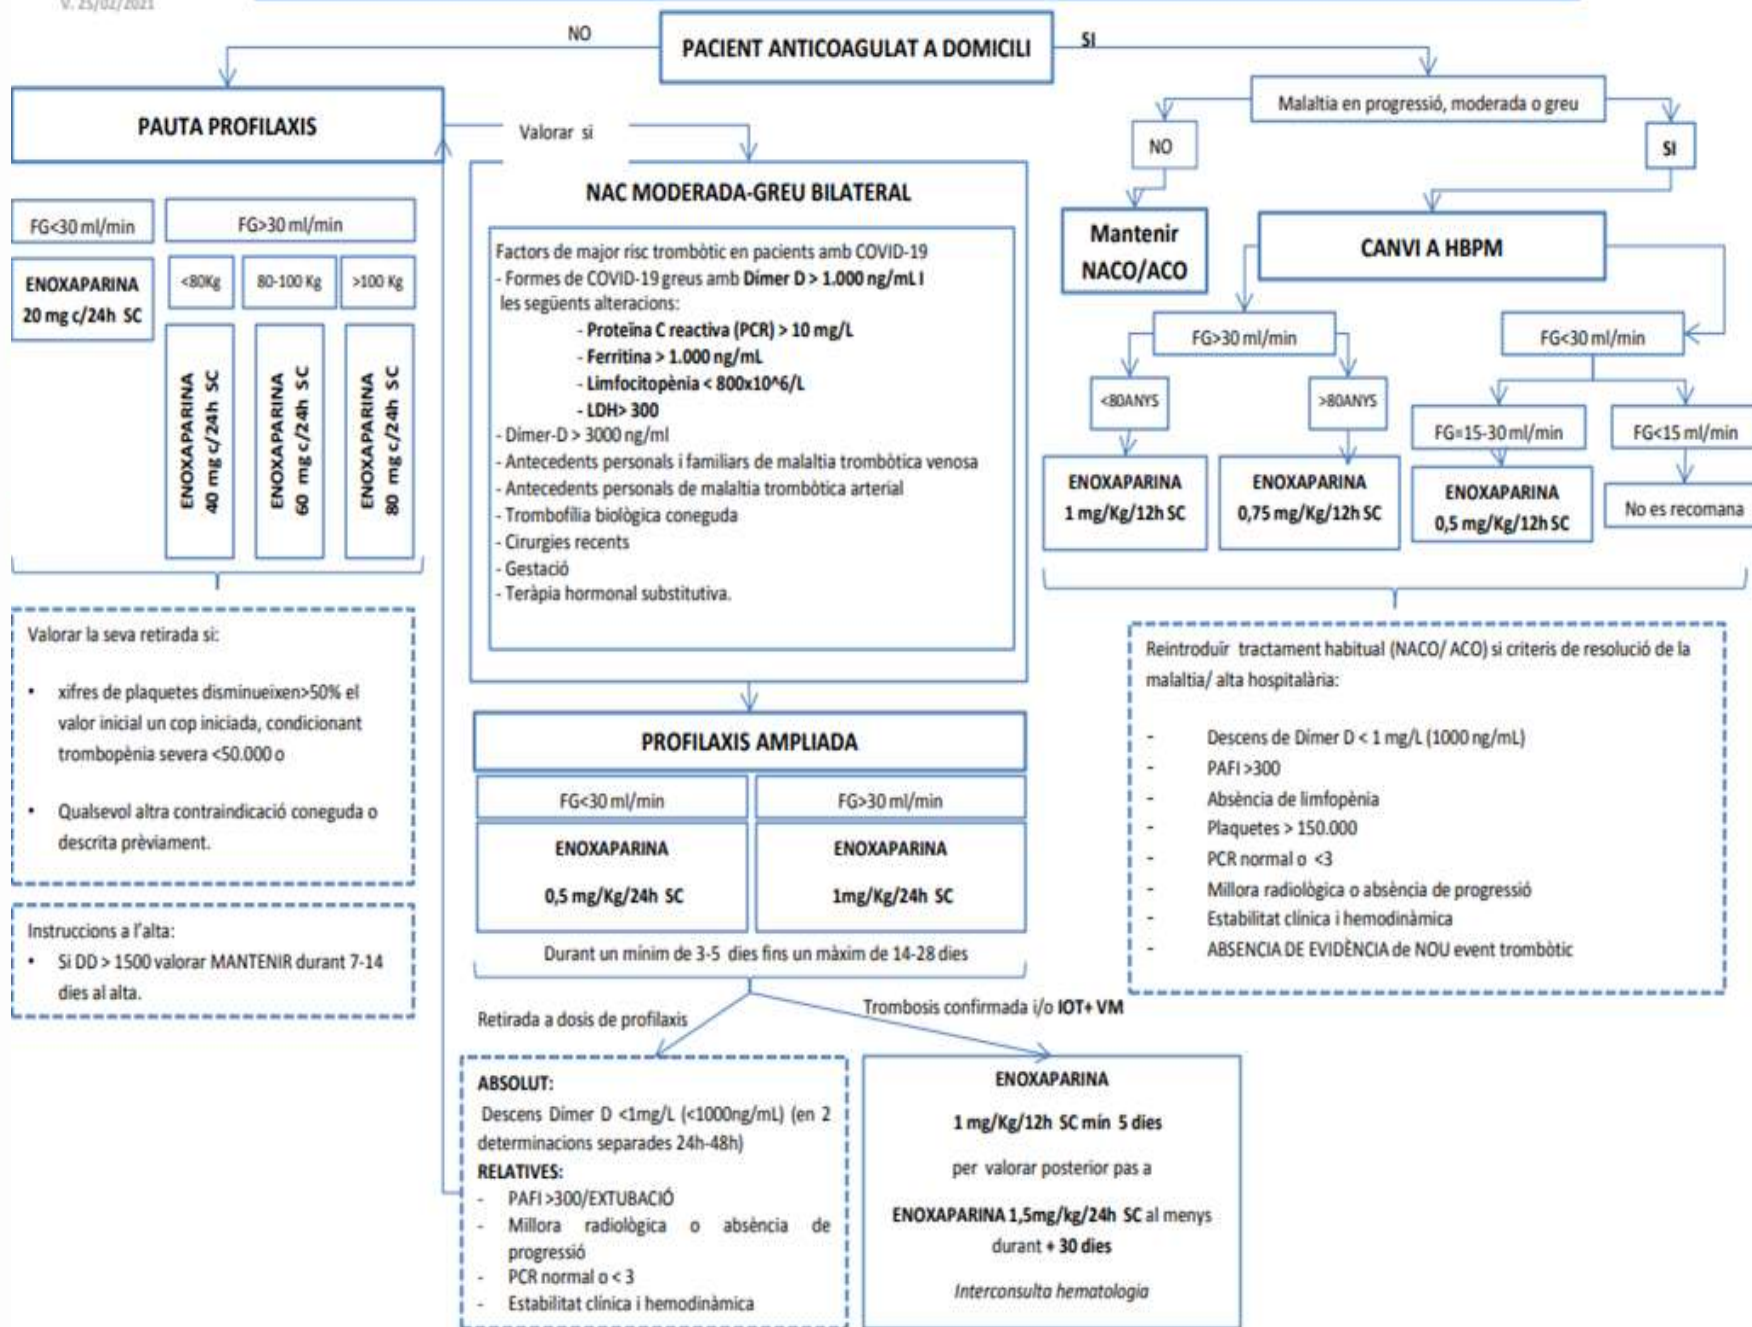 V. 25/02/2021
PACIENT ANTICOAGULAT A DOMICILI
NO
SI
PAUTA PROFILAXIS
Valorar si
FG<30 ml/min
FG>30 ml/min
ENOXAPARINA
20 mg c/24h SC
<80Kg
80-100 Kg
>100 Kg
ENOXAPARINA
40 mg c/24h SC
ENOXAPARINA
60 mg c/24h SC
ENOXAPARINA
80 mg c/24h SC
Valorar la seva retirada si:
• xifres de plaquetes disminueixen>50% el
valor inicial un cop iniciada, condicionant
trombopènia severa <50.000 o
• Qualsevol altra contraindicació coneguda o
descrita prèviament.
Instruccions a l'alta:
• Si DD > 1500 valorar MANTENIR durant 7-14
dies al alta.
NAC MODERADA-GREU BILATERAL
Factors de major risc trombòtic en pacients amb COVID-19
- Formes de COVID-19 greus amb Dímer D > 1.000 ng/mL I
les següents alteracions:
- Proteïna C reactiva (PCR) > 10 mg/L
- Ferritina > 1.000 ng/mL
- Limfocitopènia < 800x10^6/L
- LDH> 300
- Dímer-D > 3000 ng/ml
- Antecedents personals i familiars de malaltia trombòtica venosa
- Antecedents personals de malaltia trombòtica arterial
- Trombofília biològica coneguda
- Cirurgies recents
- Gestació
- Teràpia hormonal substitutiva.
PROFILAXIS AMPLIADA
FG<30 ml/min
FG>30 ml/min
ENOXAPARINA
0,5 mg/Kg/24h SC
ENOXAPARINA
1mg/Kg/24h SC
Durant un mínim de 3-5 dies fins un màxim de 14-28 dies
Retirada a dosis de profilaxis
Trombosis confirmada i/o IOT+ VM
ABSOLUT:
Descens Dímer D <1mg/L (<1000ng/mL) (en 2
determinacions separades 24h-48h)
RELATIVES:
- PAFI >300/EXTUBACIÓ
- Millora radiològica o absència de
progressió
- PCR normal o < 3
- Estabilitat clínica i hemodinàmica
ENOXAPARINA
1 mg/Kg/12h SC mín 5 dies
per valorar posterior pas a
ENOXAPARINA 1,5mg/kg/24h SC al menys
durant + 30 dies
Interconsulta hematologia
Malaltia en progressió, moderada o greu
NO
SI
Mantenir
NACO/ACO
CANVI A HBPM
FG>30 ml/min
FG<30 ml/min
<80ANYS
>80ANYS
FG=15-30 ml/min
FG<15 ml/min
ENOXAPARINA
1 mg/Kg/12h SC
ENOXAPARINA
0,75 mg/Kg/12h SC
ENOXAPARINA
0,5 mg/Kg/12h SC
No es recomana
Reintroduïr tractament habitual (NACO/ ACO) si criteris de resolució de la
malaltia/ alta hospitalària:
- Descens de Dímer D < 1 mg/L (1000 ng/mL)
- PAFI >300
- Absència de limfopènia
- Plaquetes > 150.000
- PCR normal o <3
- Millora radiològica o absència de progressió
- Estabilitat clínica i hemodinàmica
- ABSENCIA DE EVIDÈNCIA de NOU event trombòtic